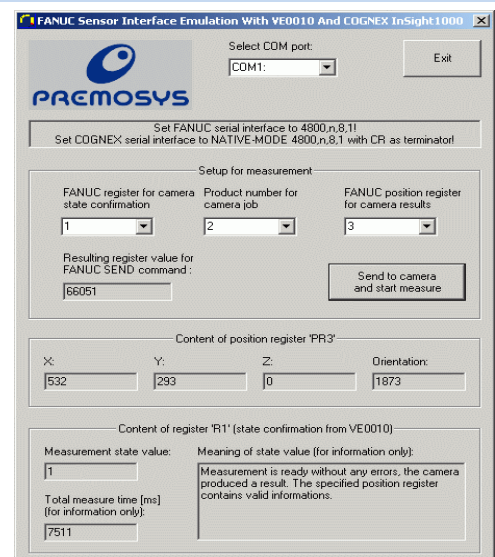 FANUC Sensor Interface Emulation With VE0010 And COGNEX InSight1000
Select COM port:
COM1:
Exit
PREMOSYS
Set FANUC serial interface to 4800,n,8,1!
Set COGNEX serial interface to NATIVE-MODE 4800,n,8,1 with CR as terminator!
Setup for measurement
FANUC register for camera
state confirmation
1
Product number for
camera job
2
FANUC position register
for camera results
3
Resulting register value for
FANUC SEND command :
66051
Send to camera
and start measure
Content of position register 'PR3'
X:
532
Y:
293
Z:
0
Orientation:
1873
Content of register 'R1' (state confirmation from VE0010)
Measurement state value:
1
Total measure time [ms]
(for information only):
7511
Meaning of state value (for information only):
Measurement is ready without any errors, the camera
produced a result. The specified position register
contains valid informations.